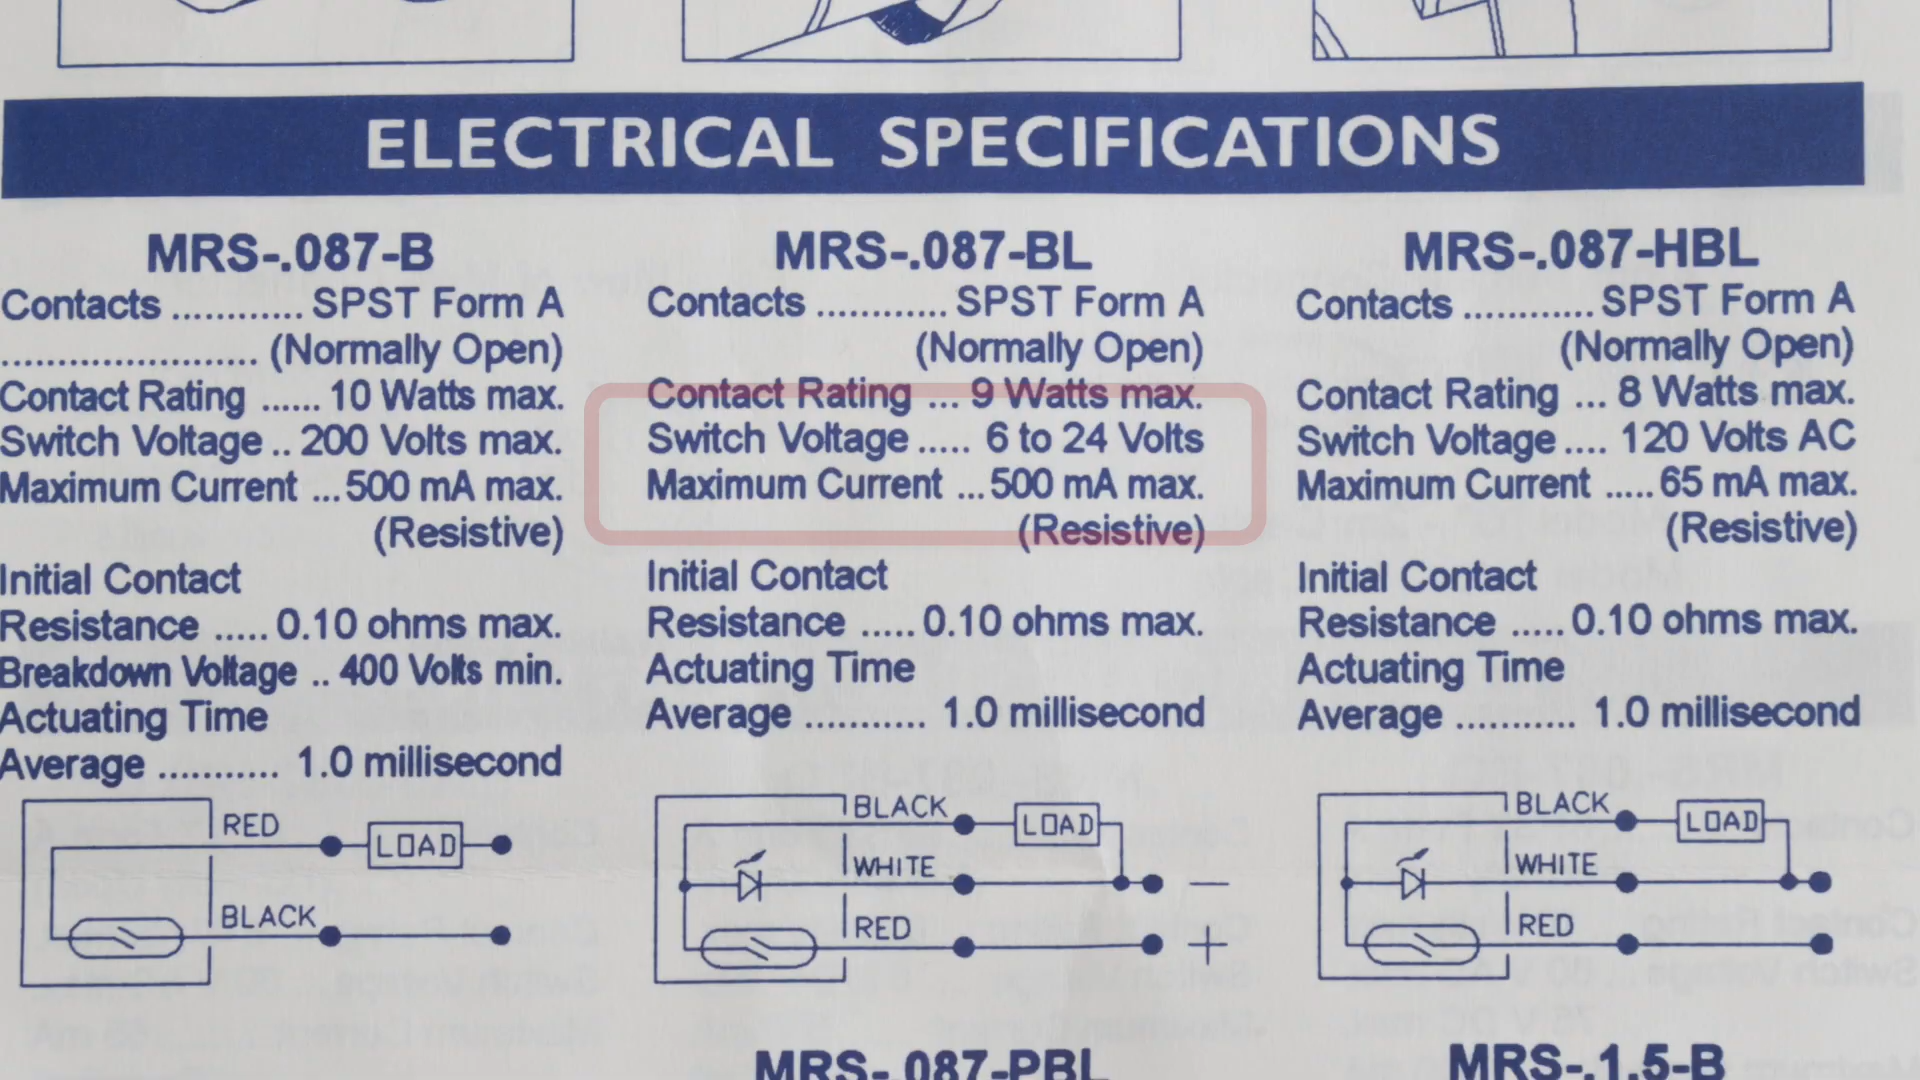 ELECTRICAL SPECIFICATIONS
MRS-.087-B
Contacts ............ SPST Form A
........................ (Normally Open)
Contact Rating ...... 10 Watts max.
Switch Voltage .. 200 Volts max.
Maximum Current ... 500 mA max.
(Resistive)
Initial Contact
Resistance ..... 0.10 ohms max.
Breakdown Voltage .. 400 Volts min.
Actuating Time
Average ........... 1.0 millisecond
RED
LOAD
BLACK
MRS-.087-BL
Contacts ............ SPST Form A
(Normally Open)
Contact Rating ... 9 Watts max.
Switch Voltage ..... 6 to 24 Volts
Maximum Current ... 500 mA max.
(Resistive)
Initial Contact
Resistance ..... 0.10 ohms max.
Actuating Time
Average ........... 1.0 millisecond
BLACK
LOAD
WHITE
−
RED
+
MRS-.087-HBL
Contacts ............ SPST Form A
(Normally Open)
Contact Rating ... 8 Watts max.
Switch Voltage .... 120 Volts AC
Maximum Current ..... 65 mA max.
(Resistive)
Initial Contact
Resistance ..... 0.10 ohms max.
Actuating Time
Average ........... 1.0 millisecond
BLACK
LOAD
WHITE
RED
MRS-.087-PBL
MRS-.1.5-B